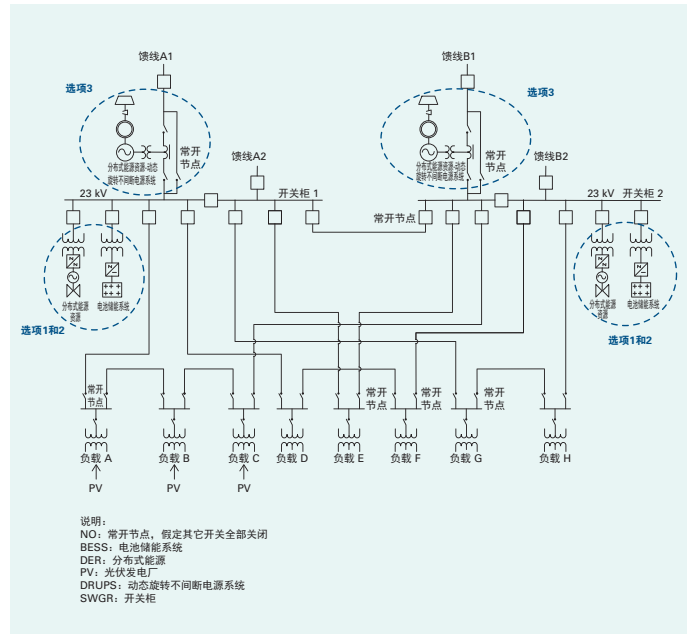 馈线A1
馈线B1
选项3
选项3
常开
节点
常开
节点
分布式能源资源-动态
旋转不间断电源系统
分布式能源资源-动态
旋转不间断电源系统
馈线A2
馈线B2
23 kV
开关柜 1
常开节点
23 kV
开关柜 2
分布式能源
资源
电池储能系统
分布式能源
资源
电池储能系统
选项1和2
选项1和2
常开
节点
常开
节点
常开
节点
常开
节点
负载 A
负载 B
负载 C
负载 D
负载 E
负载 F
负载 G
负载 H
PV
PV
PV
说明：
NO：常开节点，假定其它开关全部关闭
BESS：电池储能系统
DER：分布式能源
PV：光伏发电厂
DRUPS：动态旋转不间断电源系统
SWGR：开关柜